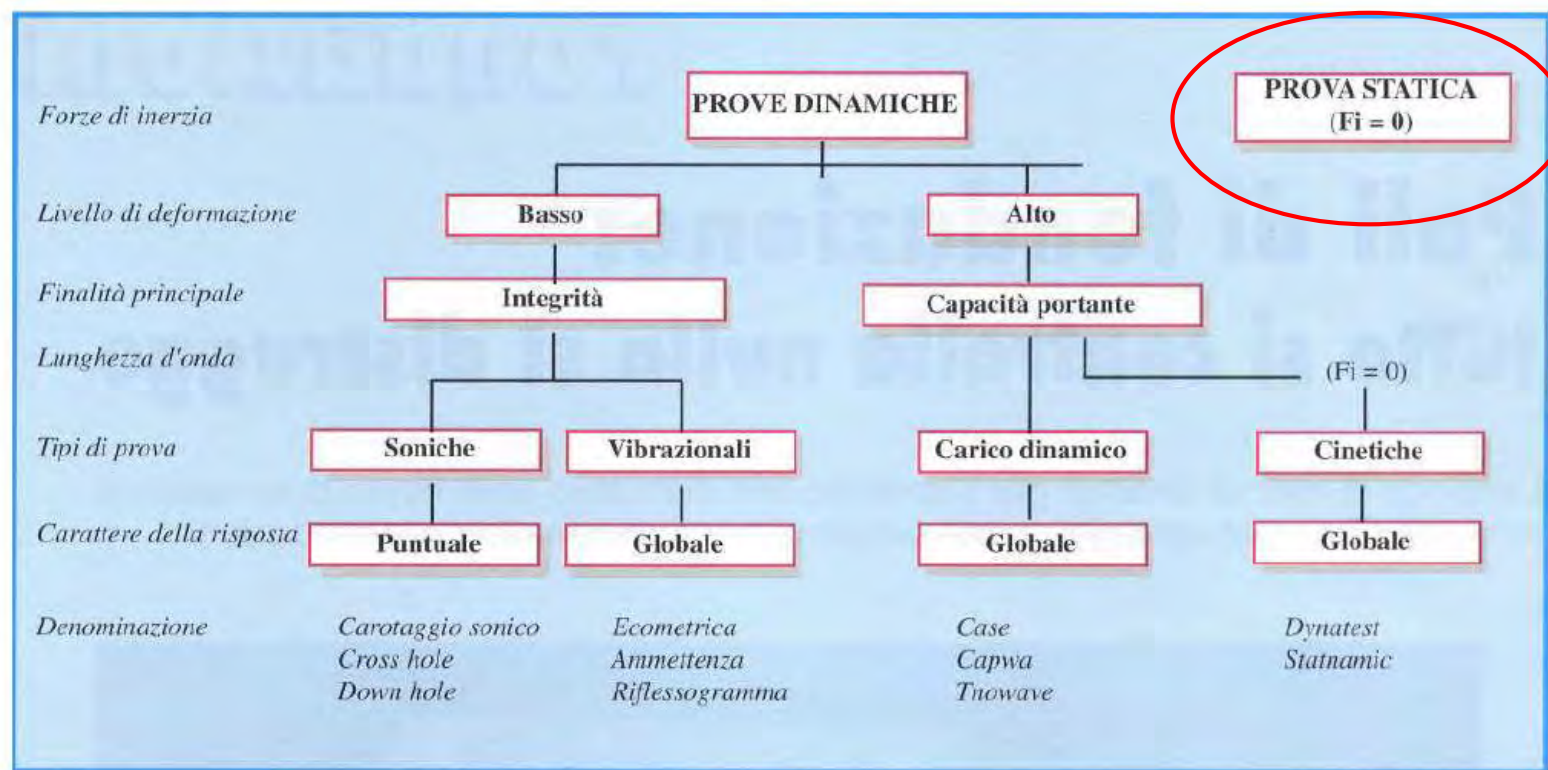 PROVE DINAMICHE
PROVA STATICA
(Fi = 0)
Forze di inerzia
Livello di deformazione
Basso
Alto
Finalità principale
Integrità
Capacità portante
Lunghezza d'onda
(Fi = 0)
Tipi di prova
Soniche
Vibrazionali
Carico dinamico
Cinetiche
Carattere della risposta
Puntuale
Globale
Globale
Globale
Denominazione
Carotaggio sonico
Cross hole
Down hole
Ecometrica
Ammettenza
Riflessogramma
Case
Capwa
Tnowave
Dynatest
Statnamic